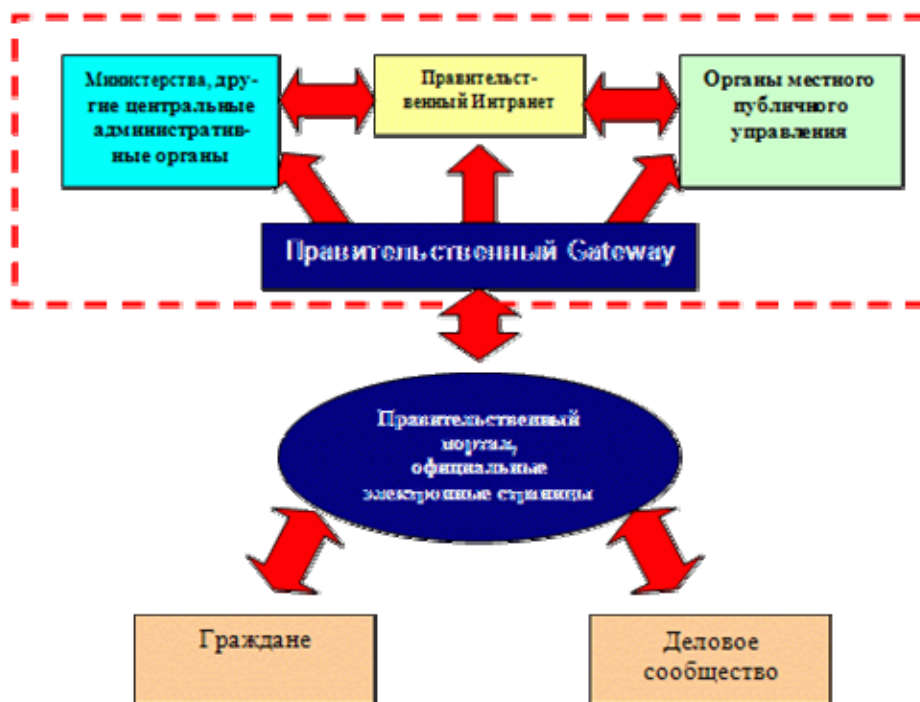 Министерства, дру-
гие центральные
административ-
ные органы
Правительст-
венный Интранет
Органы местного
публичного
управления
Правительственный Gateway
Правительственный
портал,
официальные
электронные страницы
Граждане
Деловое
сообщество